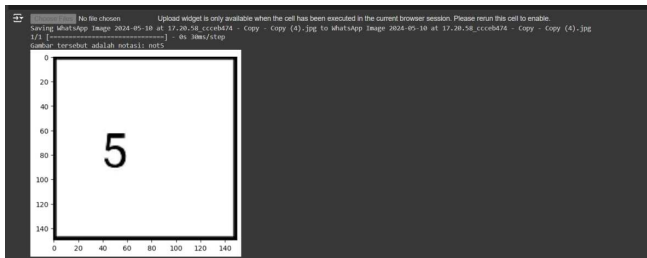 Choose Files No file chosen Upload widget is only available when the cell has been executed in the current browser session. Please rerun this cell to enable.
Saving WhatsApp Image 2024-05-10 at 17.20.58_ccceb474 - Copy - Copy (4).jpg to WhatsApp Image 2024-05-10 at 17.20.58_ccceb474 - Copy - Copy (4).jpg
1/1 [==============================] - 0s 30ms/step
Gambar tersebut adalah notasi: not5
0
20
40
60
80
100
120
140
5
0 20 40 60 80 100 120 140